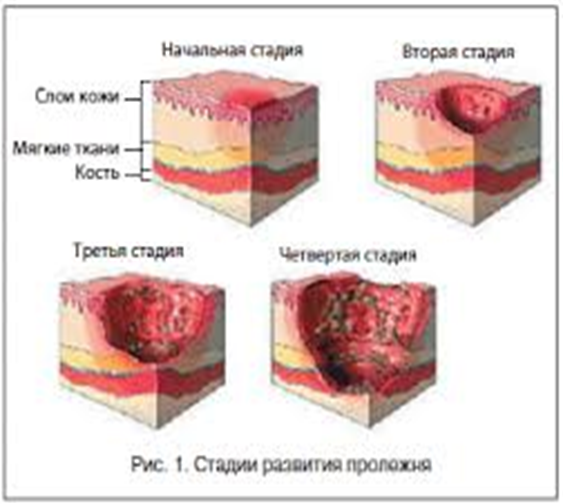 Начальная стадия
Вторая стадия
Слои кожи
Мягкие ткани
Кость
Третья стадия
Четвертая стадия
Рис. 1. Стадии развития пролежня